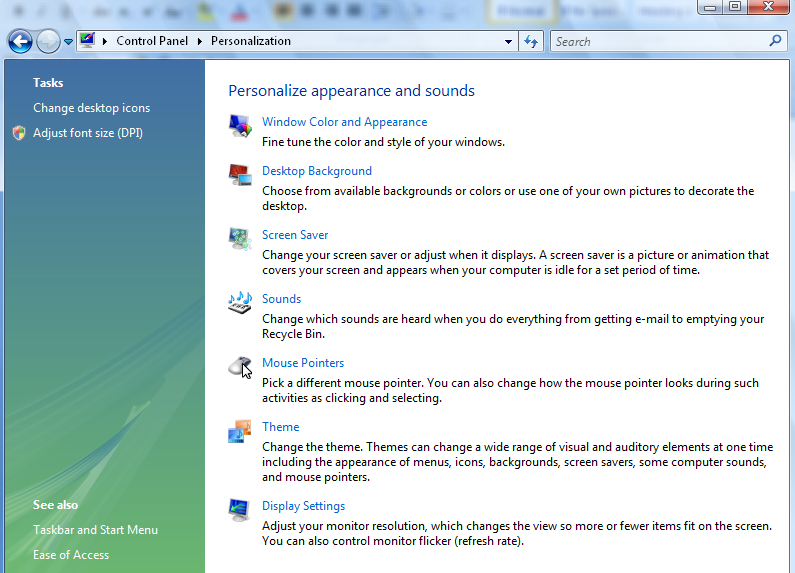 Control Panel Personalization
Search
Tasks
Change desktop icons
Adjust font size (DPI)
Personalize appearance and sounds
Window Color and Appearance
Fine tune the color and style of your windows.
Desktop Background
Choose from available backgrounds or colors or use one of your own pictures to decorate the
desktop.
Screen Saver
Change your screen saver or adjust when it displays. A screen saver is a picture or animation that
covers your screen and appears when your computer is idle for a set period of time.
Sounds
Change which sounds are heard when you do everything from getting e-mail to emptying your
Recycle Bin.
Mouse Pointers
Pick a different mouse pointer. You can also change how the mouse pointer looks during such
activities as clicking and selecting.
Theme
Change the theme. Themes can change a wide range of visual and auditory elements at one time
including the appearance of menus, icons, backgrounds, screen savers, some computer sounds,
and mouse pointers.
Display Settings
Adjust your monitor resolution, which changes the view so more or fewer items fit on the screen.
You can also control monitor flicker (refresh rate).
See also
Taskbar and Start Menu
Ease of Access